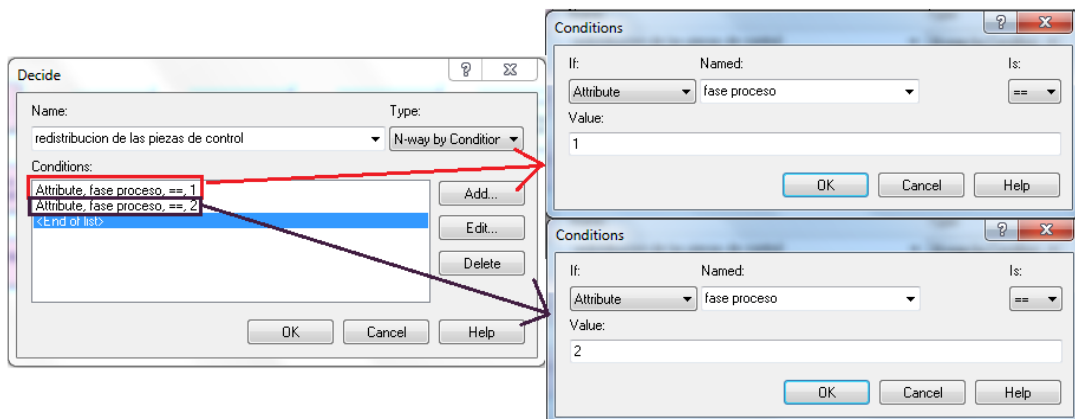 Decide
Name:
Type:
redistribucion de las piezas de control
N-way by Condition
Conditions:
Attribute, fase proceso, ==, 1
Attribute, fase proceso, ==, 2
<End of list>
Add...
Edit...
Delete
OK
Cancel
Help
Conditions
If:
Named:
Is:
Attribute
fase proceso
==
Value:
1
OK
Cancel
Help
Conditions
If:
Named:
Is:
Attribute
fase proceso
==
Value:
2
OK
Cancel
Help